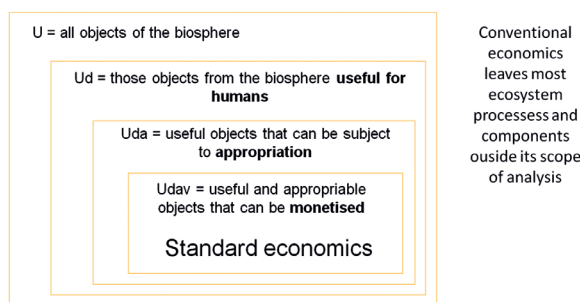 U = all objects of the biosphere
Ud = those objects from the biosphere useful for
humans
Uda = useful objects that can be subject
to appropriation
Udav = useful and appropriable
objects that can be monetised
Standard economics
Conventional
economics
leaves most
ecosystem
processess and
components
ouside its scope
of analysis